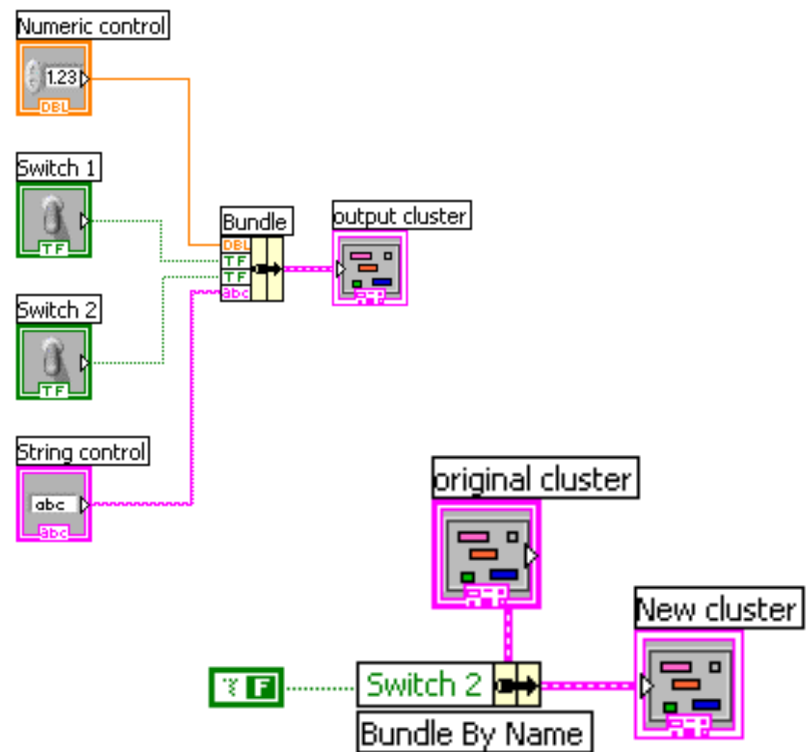 Numeric control
1.23
DBL
Switch 1
TF
Bundle
output cluster
DBL
TF
TF
abc
Switch 2
TF
String control
abc
abc
original cluster
New cluster
F
Switch 2
Bundle By Name